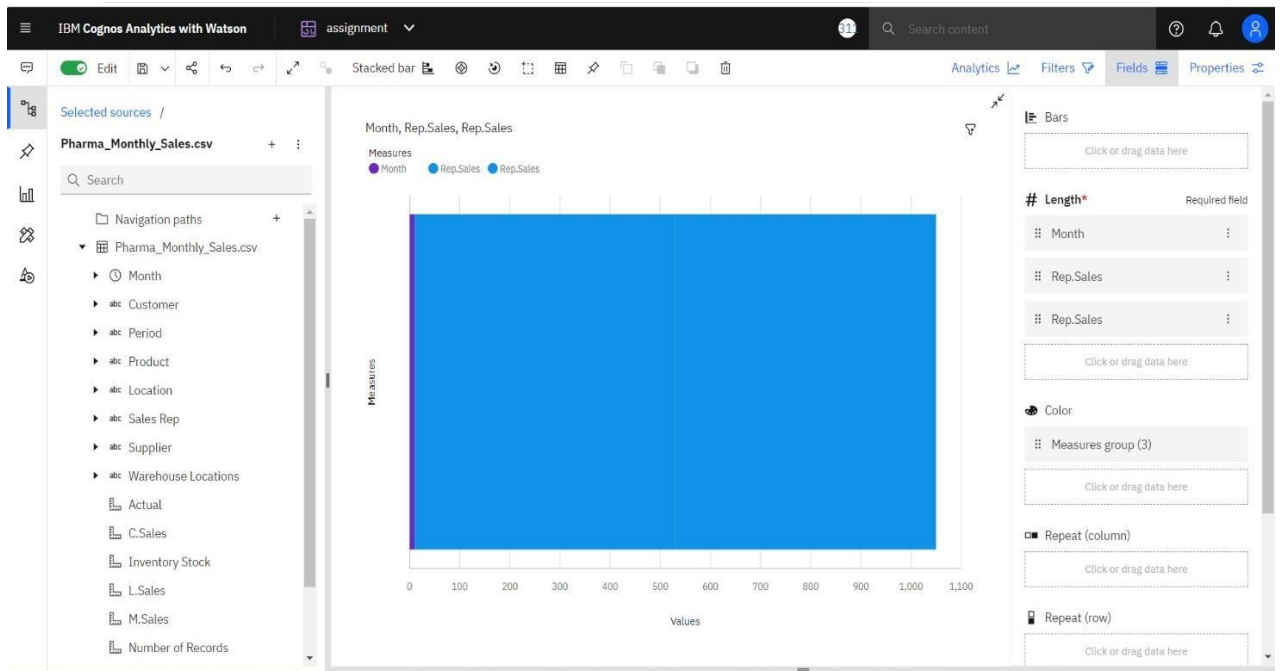 IBM Cognos Analytics with Watson
assignment
311
Search content
Edit
Stacked bar
Analytics
Filters
Fields
Properties
Selected sources /
Pharma_Monthly_Sales.csv
Search
Navigation paths
Pharma_Monthly_Sales.csv
Month
abc Customer
abc Period
abc Product
abc Location
abc Sales Rep
abc Supplier
abc Warehouse Locations
Actual
C.Sales
Inventory Stock
L.Sales
M.Sales
Number of Records
Month, Rep.Sales, Rep.Sales
Measures
Month Rep.Sales Rep.Sales
Measures
0 100 200 300 400 500 600 700 800 900 1,000 1,100
Values
Bars
Click or drag data here
# Length* Required field
Month
Rep.Sales
Rep.Sales
Click or drag data here
Color
Measures group (3)
Click or drag data here
Repeat (column)
Click or drag data here
Repeat (row)
Click or drag data here